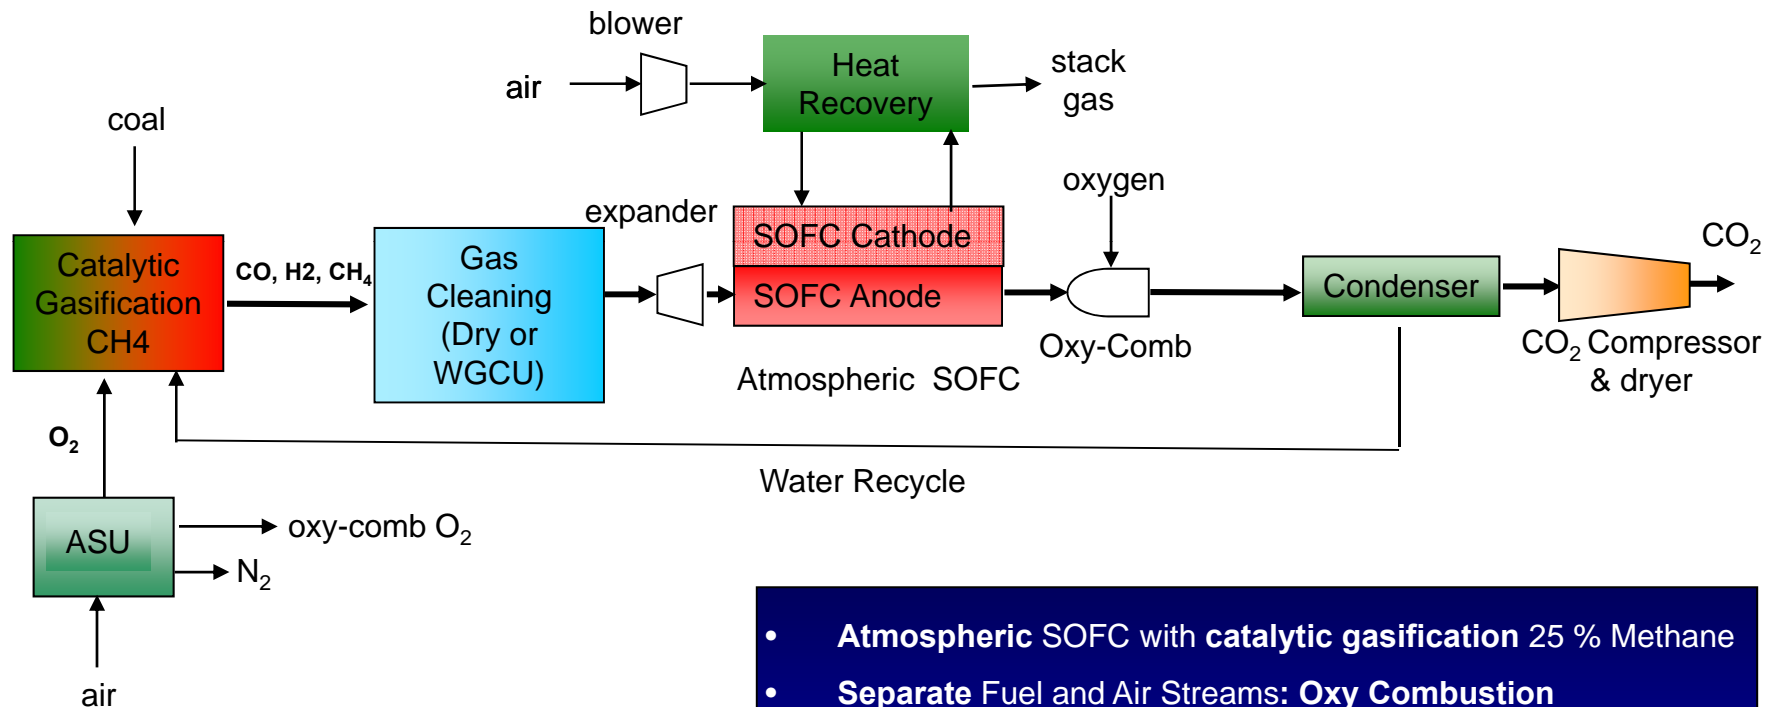 blower
air
Heat
Recovery
stack
gas
coal
oxygen
expander
Catalytic
Gasification
CH4
CO, H2, CH₄
Gas
Cleaning
(Dry or
WGCU)
SOFC Cathode
SOFC Anode
Atmospheric SOFC
Oxy-Comb
Condenser
CO₂
CO₂ Compressor
& dryer
O₂
Water Recycle
ASU
oxy-comb O₂
N₂
air
• Atmospheric SOFC with catalytic gasification 25 % Methane
• Separate Fuel and Air Streams: Oxy Combustion